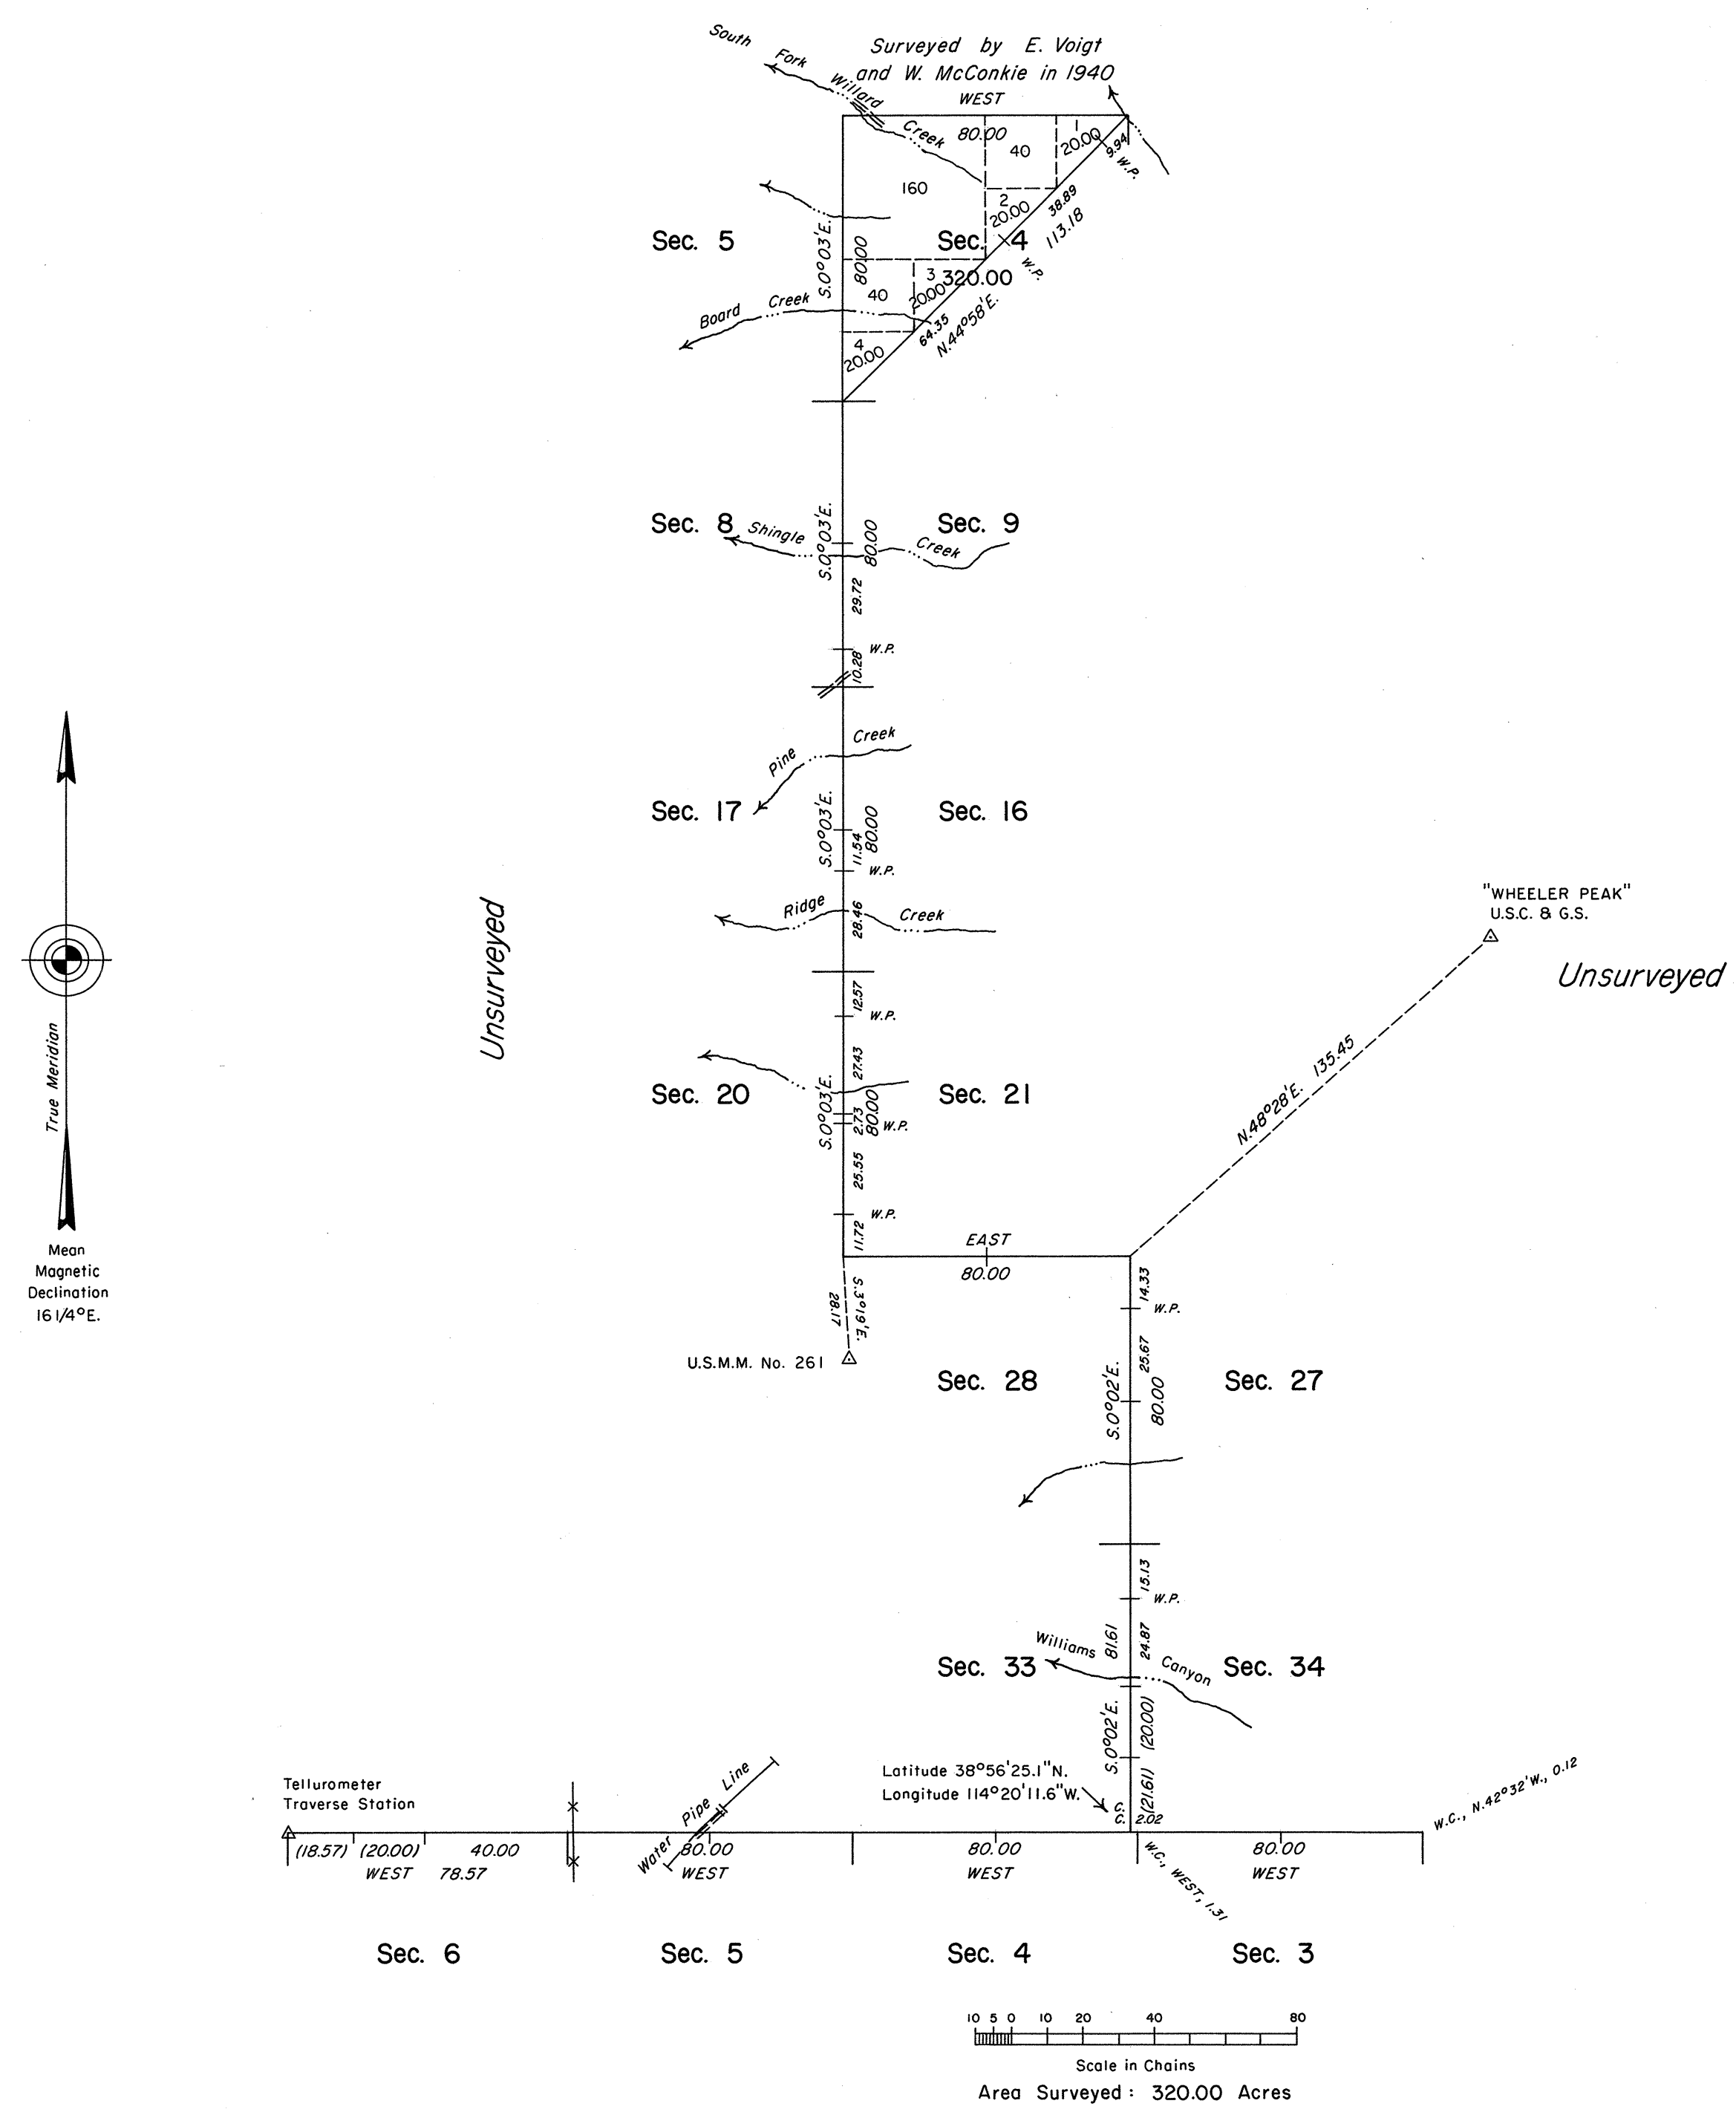 South Fork Willard Creek
Surveyed by E. Voigt
and W. McConkie in 1940
WEST
80.00
40
1
20.00
9.94
W.P.
160
2
20.00
38.89
113.18
Sec. 5
S.0°03'E.
80.00
Sec. 4
W.P.
3
320.00
40
20.00
Board Creek
64.35
N.44°58'E.
4
20.00
Sec. 8
Shingle Creek
S.0°03'E.
80.00
Sec. 9
29.72
W.P.
10.28
Pine Creek
Sec. 17
S.0°03'E.
11.54
80.00
Sec. 16
W.P.
Ridge Creek
28.46
"WHEELER PEAK"
U.S.C. & G.S.
Unsurveyed
Unsurveyed
12.57
W.P.
27.43
N.48°28'E. 135.45
True Meridian
Sec. 20
S.0°03'E.
2.73
80.00
Sec. 21
W.P.
25.55
W.P.
11.72
EAST
80.00
Mean
Magnetic
Declination
16 1/4°E.
S.3°19'E.
28.17
14.33
W.P.
U.S.M.M. No. 261
25.67
Sec. 28
S.0°02'E.
80.00
Sec. 27
15.13
W.P.
81.61
24.87
Williams Canyon
Sec. 33
Sec. 34
S.0°02'E.
(20.00)
Latitude 38°56'25.1"N.
Longitude 114°20'11.6"W.
(21.61)
C.
C.
2.02
Tellurometer
Traverse Station
Water Pipe Line
W.C., N.42°32'W., 0.12
(18.57) (20.00) 40.00
WEST 78.57
80.00
WEST
80.00
WEST
W.C., WEST, 1.31
80.00
WEST
Sec. 6
Sec. 5
Sec. 4
Sec. 3
10 5 0 10 20 40 80
Scale in Chains
Area Surveyed: 320.00 Acres